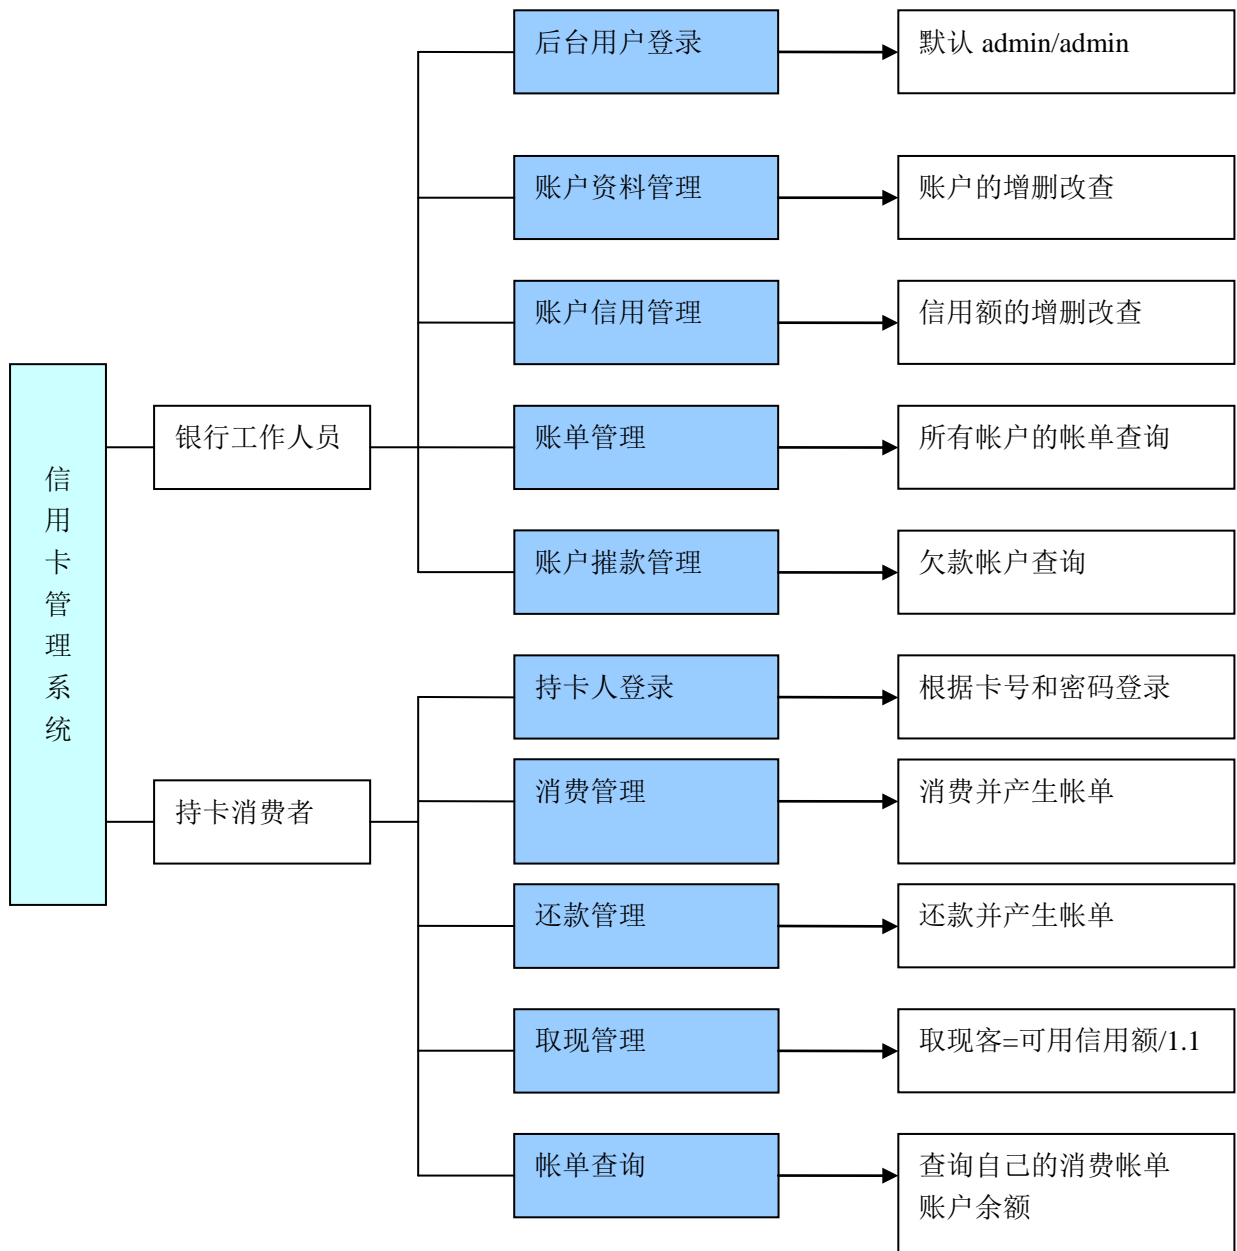 后台用户登录
默认 admin/admin
账户资料管理
账户的增删改查
账户信用管理
信用额的增删改查
信用卡管理系统
银行工作人员
账单管理
所有帐户的帐单查询
账户摧款管理
欠款帐户查询
持卡人登录
根据卡号和密码登录
持卡消费者
消费管理
消费并产生帐单
还款管理
还款并产生帐单
取现管理
取现客=可用信用额/1.1
帐单查询
查询自己的消费帐单
账户余额